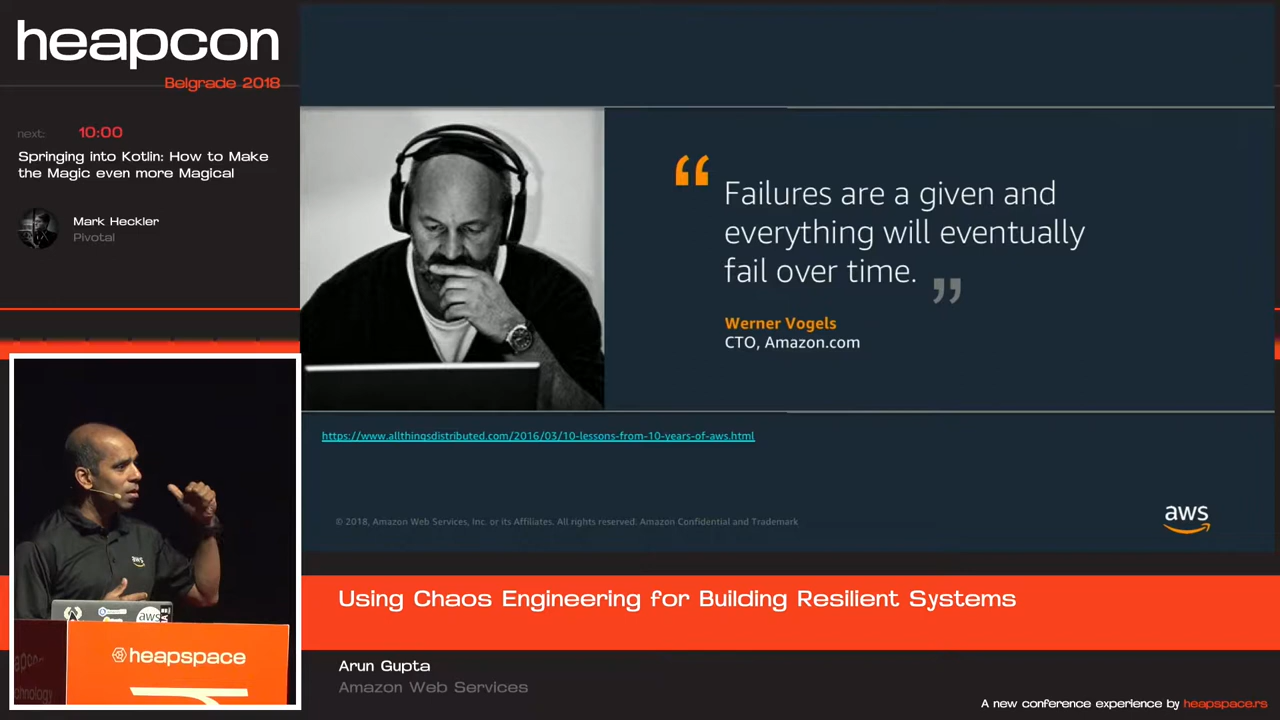 heapcon
Belgrade 2018
next: 10:00
Springing into Kotlin: How to Make
the Magic even more Magical
Mark Heckler
Pivotal
“ Failures are a given and
everything will eventually
fail over time. ”
Werner Vogels
CTO, Amazon.com
https://www.allthingsdistributed.com/2016/03/10-lessons-from-10-years-of-aws.html
© 2018, Amazon Web Services, Inc. or its Affiliates. All rights reserved. Amazon Confidential and Trademark
aws
aws
heapspace
Using Chaos Engineering for Building Resilient Systems
Arun Gupta
Amazon Web Services
A new conference experience by heapspace.rs